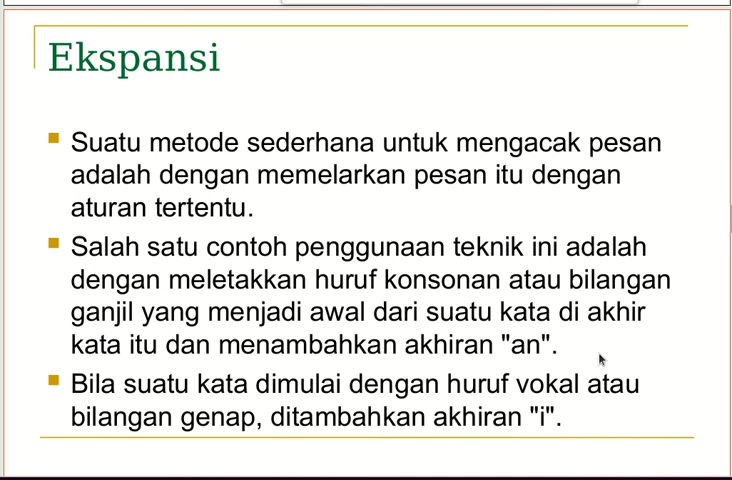 Ekspansi
Suatu metode sederhana untuk mengacak pesan
adalah dengan memelarkan pesan itu dengan
aturan tertentu.
Salah satu contoh penggunaan teknik ini adalah
dengan meletakkan huruf konsonan atau bilangan
ganjil yang menjadi awal dari suatu kata di akhir
kata itu dan menambahkan akhiran "an".
Bila suatu kata dimulai dengan huruf vokal atau
bilangan genap, ditambahkan akhiran "i".